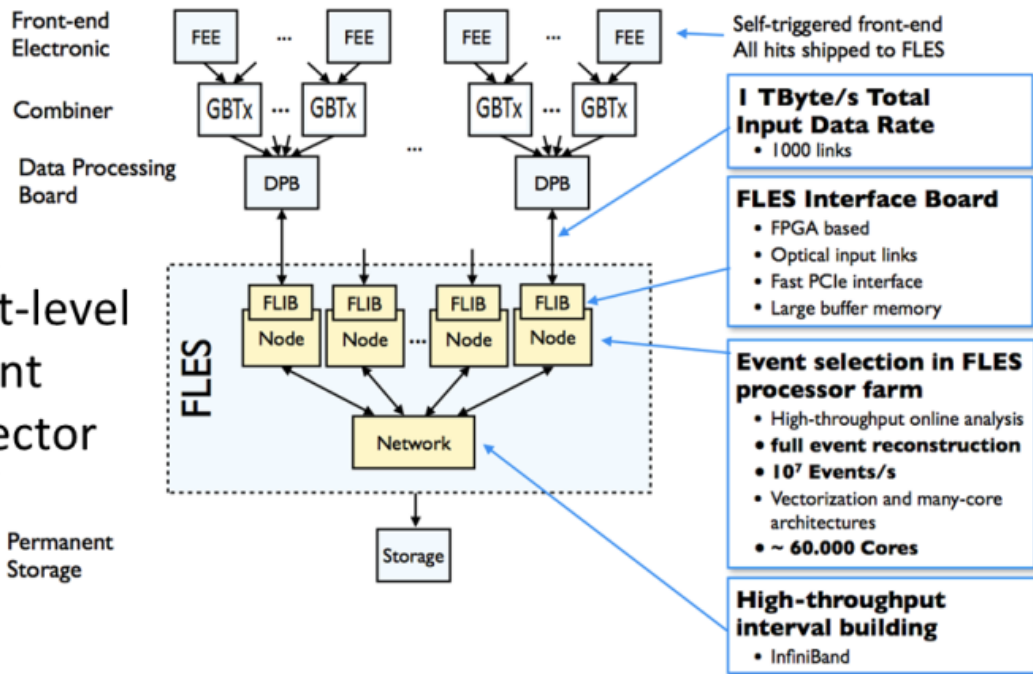 Front-end
Electronic
FEE ... FEE FEE ... FEE
Self-triggered front-end
All hits shipped to FLES
Combiner
GBTx ... GBTx GBTx ... GBTx
...
Data Processing
Board
DPB DPB
1 TByte/s Total
Input Data Rate
• 1000 links
FLES Interface Board
• FPGA based
• Optical input links
• Fast PCIe interface
• Large buffer memory
t-level
nt
ector
FLES
FLIB FLIB FLIB FLIB
Node Node ... Node Node
Network
Event selection in FLES
processor farm
• High-throughput online analysis
• full event reconstruction
• 10⁷ Events/s
• Vectorization and many-core
architectures
• ~ 60.000 Cores
Permanent
Storage
Storage
High-throughput
interval building
• InfiniBand